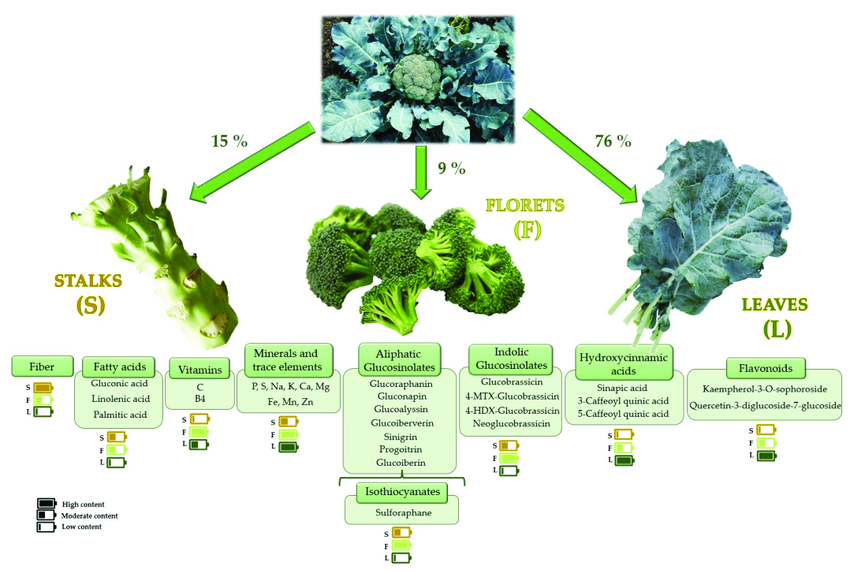 15 %
9 %
76 %
STALKS
(S)
FLORETS
(F)
LEAVES
(L)
Fiber
S
F
L
Fatty acids
Gluconic acid
Linolenic acid
Palmitic acid
S
F
L
Vitamins
C
B4
S
F
L
Minerals and
trace elements
P, S, Na, K, Ca, Mg
Fe, Mn, Zn
S
F
L
Aliphatic
Glucosinolates
Glucoraphanin
Gluconapin
Glucoalyssin
Glucoiberverin
Sinigrin
Progoitrin
Glucoiberin
Isothiocyanates
Sulforaphane
S
F
L
Indolic
Glucosinolates
Glucobrassicin
4-MTX-Glucobrassicin
4-HDX-Glucobrassicin
Neoglucobrassicin
S
F
L
Hydroxycinnamic
acids
Sinapic acid
3-Caffeoyl quinic acid
5-Caffeoyl quinic acid
S
F
L
Flavonoids
Kaempherol-3-O-sophoroside
Quercetin-3-diglucoside-7-glucoside
S
F
L
High content
Moderate content
Low content